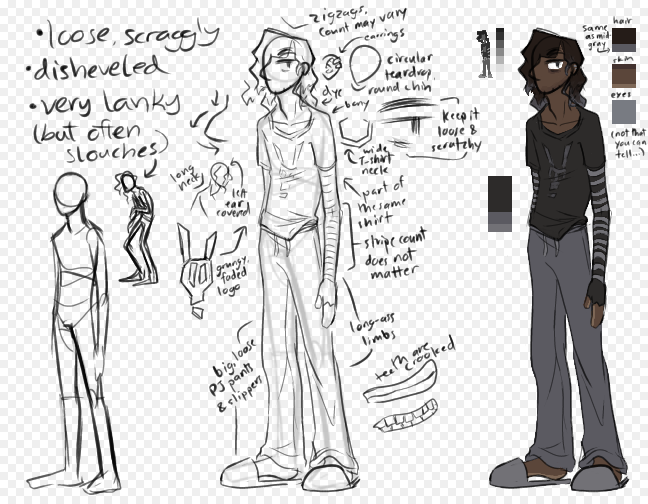 •loose, scraggly
•disheveled
•very lanky
(but often
slouches)
zigzags,
count may vary
earrings
circular
teardrop,
round chin
dye
bony
keep it
loose &
scratchy
wide
T-shirt
neck
long
neck
left
ear
covered
part of
the same
shirt
stripe count
does not
matter
grungy,
faded
logo
long-ass
limbs
big, loose
PJ pants
& slippers
teeth are
crooked
hair
same
as mid
gray
skin
eyes
(not that
you can
tell...)